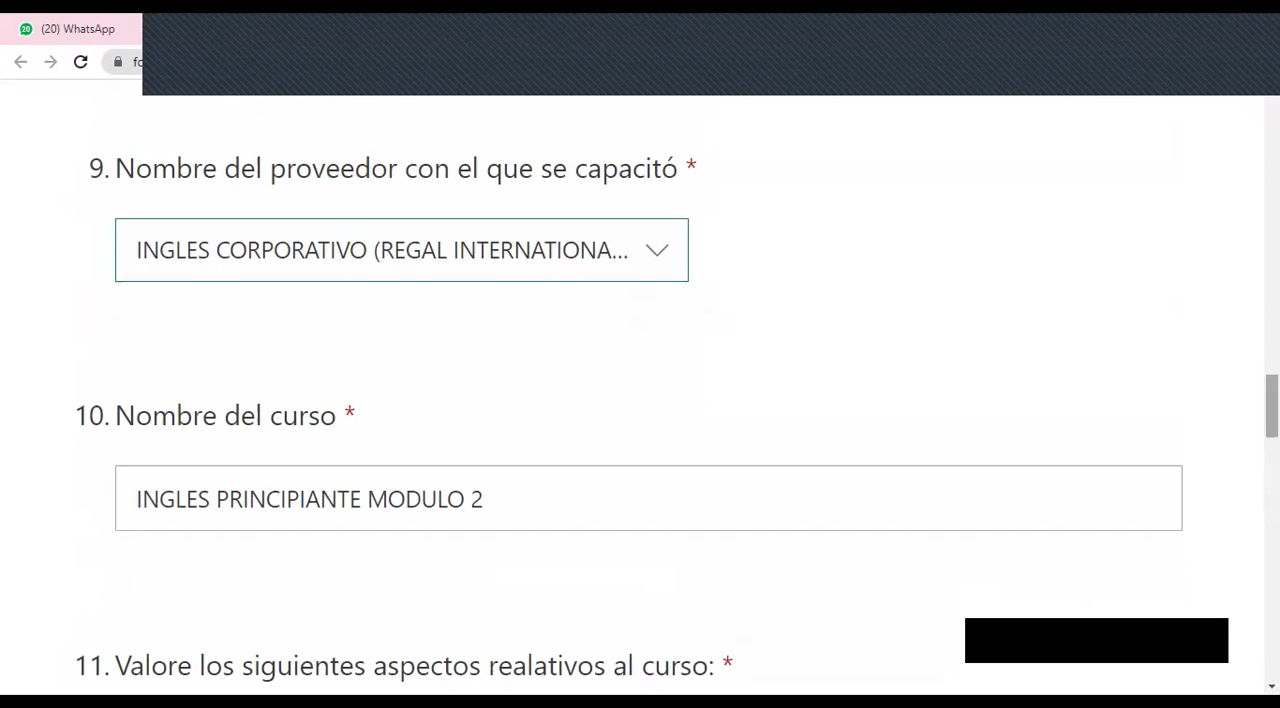 20 (20) WhatsApp
9. Nombre del proveedor con el que se capacitó *
INGLES CORPORATIVO (REGAL INTERNATIONA...
10. Nombre del curso *
INGLES PRINCIPIANTE MODULO 2
11. Valore los siguientes aspectos realativos al curso: *